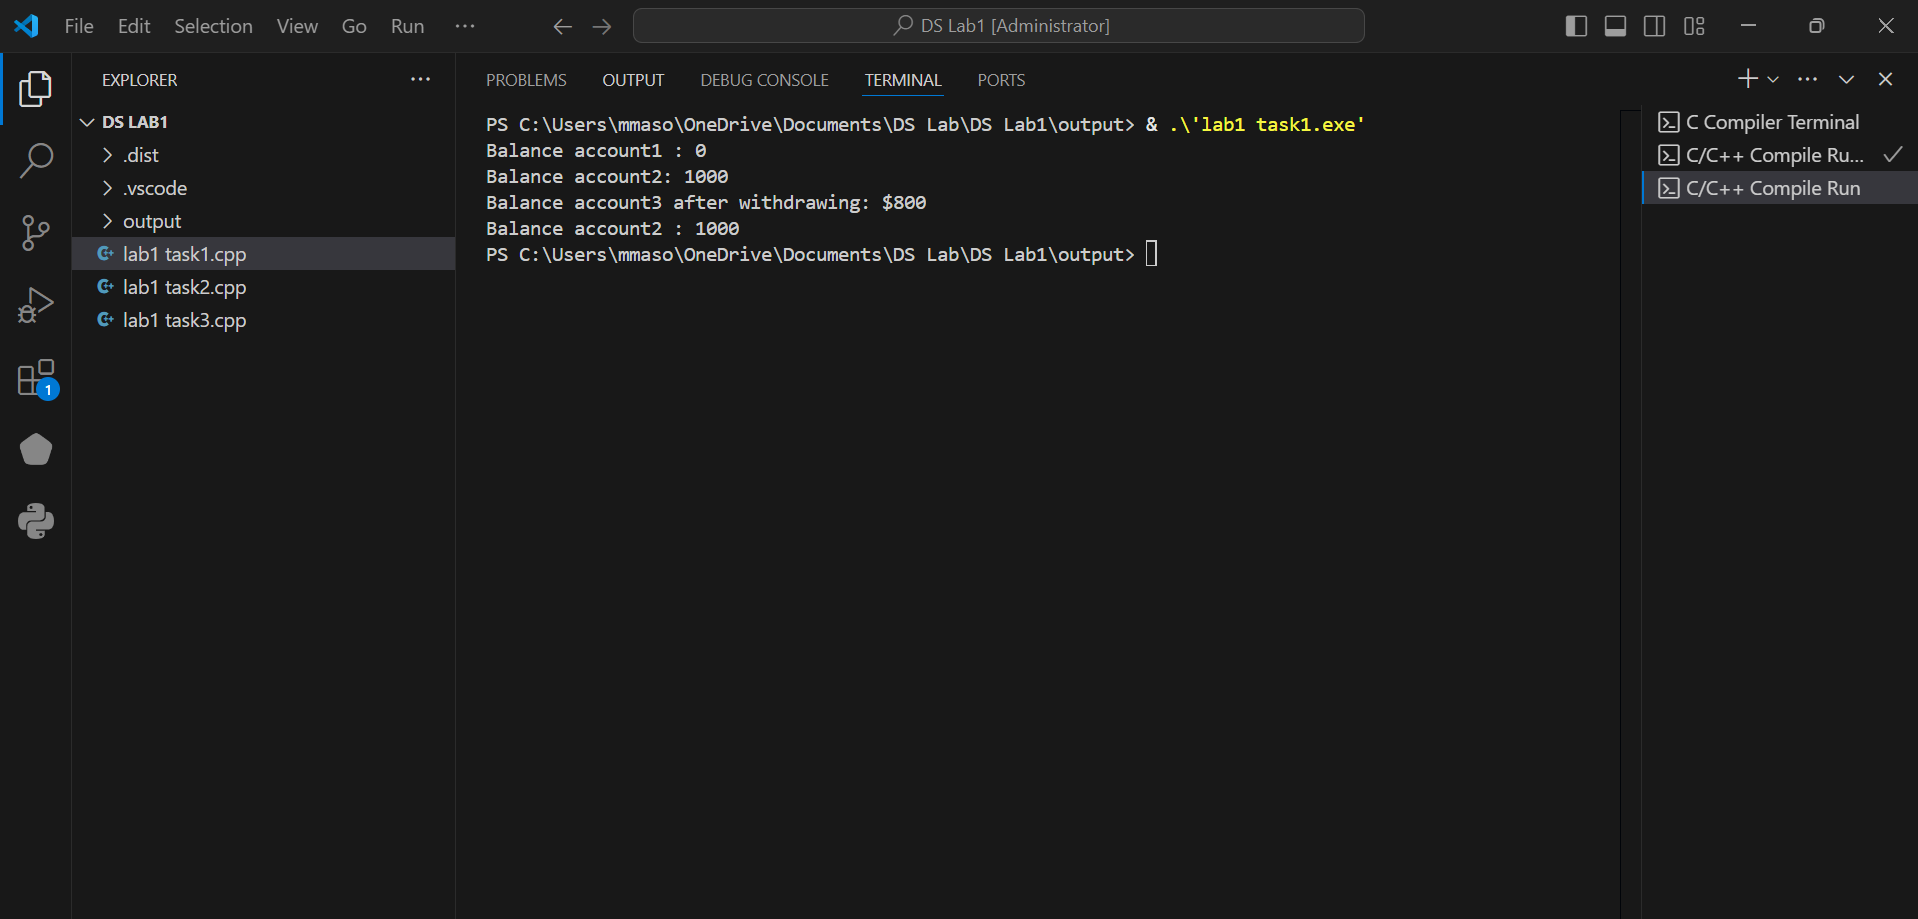 File Edit Selection View Go Run ···
DS Lab1 [Administrator]
EXPLORER
DS LAB1
.dist
.vscode
output
lab1 task1.cpp
lab1 task2.cpp
lab1 task3.cpp
1
PROBLEMS OUTPUT DEBUG CONSOLE TERMINAL PORTS
PS C:\Users\mmaso\OneDrive\Documents\DS Lab\DS Lab1\output> & .\'lab1 task1.exe'
Balance account1 : 0
Balance account2: 1000
Balance account3 after withdrawing: $800
Balance account2 : 1000
PS C:\Users\mmaso\OneDrive\Documents\DS Lab\DS Lab1\output>
C Compiler Terminal
C/C++ Compile Ru...
C/C++ Compile Run